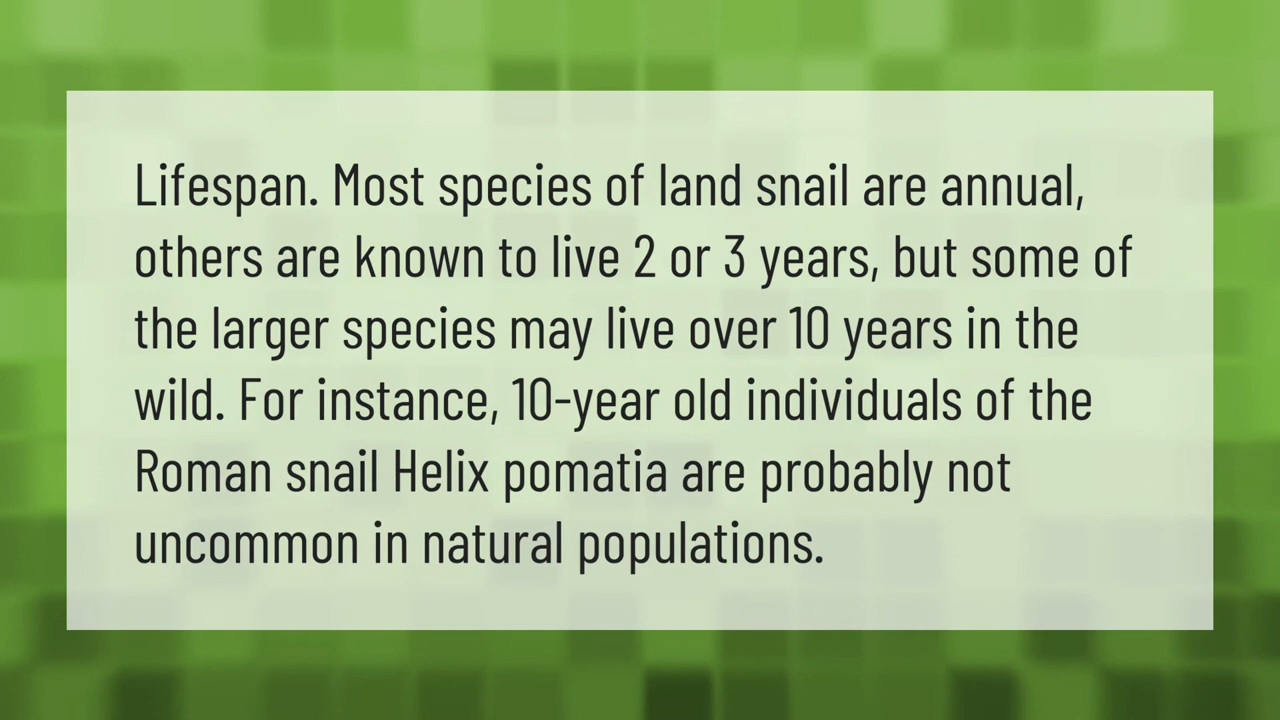 Lifespan. Most species of land snail are annual,
others are known to live 2 or 3 years, but some of
the larger species may live over 10 years in the
wild. For instance, 10-year old individuals of the
Roman snail Helix pomatia are probably not
uncommon in natural populations.